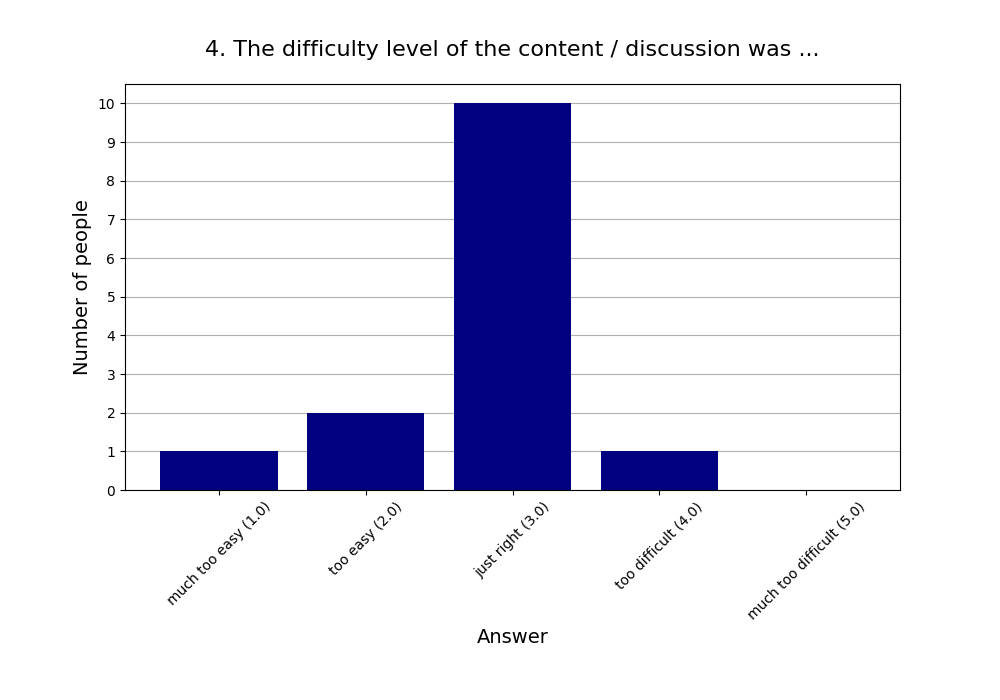 4. The difficulty level of the content / discussion was ...
Number of people
10
9
8
7
6
5
4
3
2
1
0
much too easy (1.0)
too easy (2.0)
just right (3.0)
too difficult (4.0)
much too difficult (5.0)
Answer